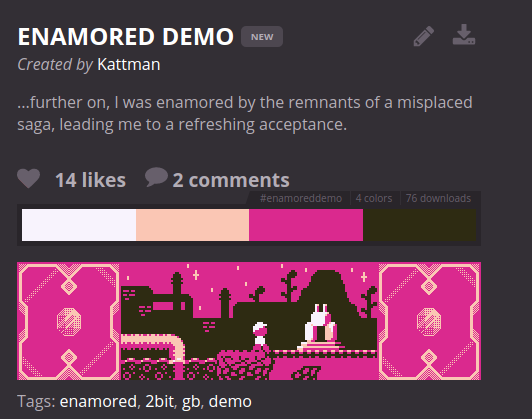 ENAMORED DEMO NEW
Created by Kattman
...further on, I was enamored by the remnants of a misplaced
saga, leading me to a refreshing acceptance.
14 likes 2 comments
#enamoreddemo 4 colors 76 downloads
Tags: enamored, 2bit, gb, demo